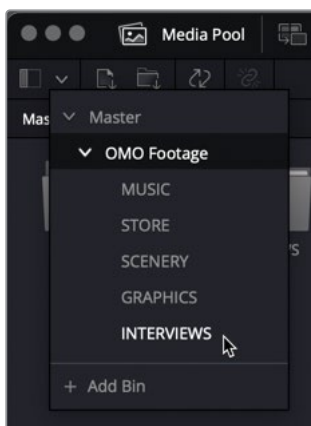 Media Pool
Mas
Master
OMO Footage
MUSIC
STORE
SCENERY
GRAPHICS
INTERVIEWS
'S
+ Add Bin